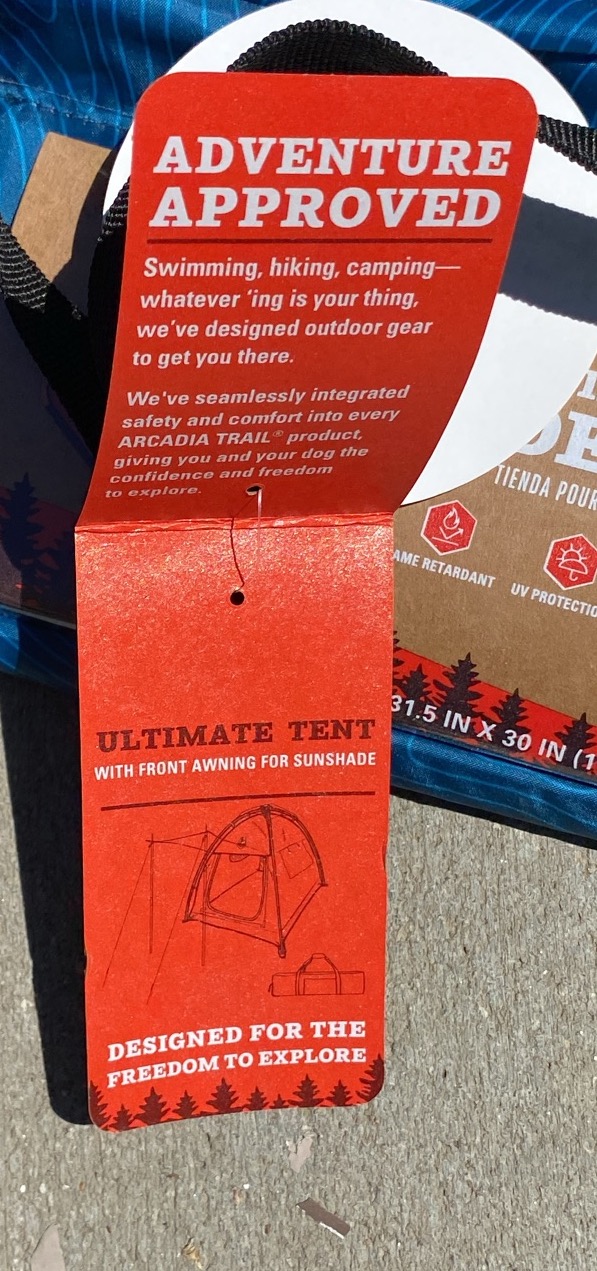 ADVENTURE
APPROVED
Swimming, hiking, camping—
whatever 'ing is your thing,
we've designed outdoor gear
to get you there.
We've seamlessly integrated
safety and comfort into every
ARCADIA TRAIL® product,
giving you and your dog the
confidence and freedom
to explore.
ULTIMATE TENT
WITH FRONT AWNING FOR SUNSHADE
DESIGNED FOR THE
FREEDOM TO EXPLORE
TIENDA POUR
RETARDANT
UV
31.5 IN X 30 IN